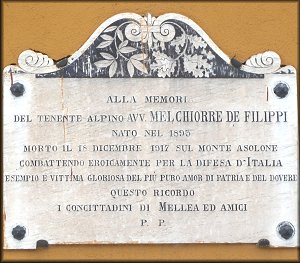 ALLA MEMORI
DEL TENENTE ALPINO AVV. MELCHIORRE DE FILIPPI
NATO NEL 1895
MORTO IL 18 DICEMBRE 1917 SUL MONTE ASOLONE
COMBATTENDO EROICAMENTE PER LA DIFESA D'ITALIA
ESEMPIO E VITTIMA GLORIOSA DEL PIÙ PURO AMOR DI PATRIA E DEL DOVERE
QUESTO RICORDO
I CONCITTADINI DI MELLEA ED AMICI
P. P.